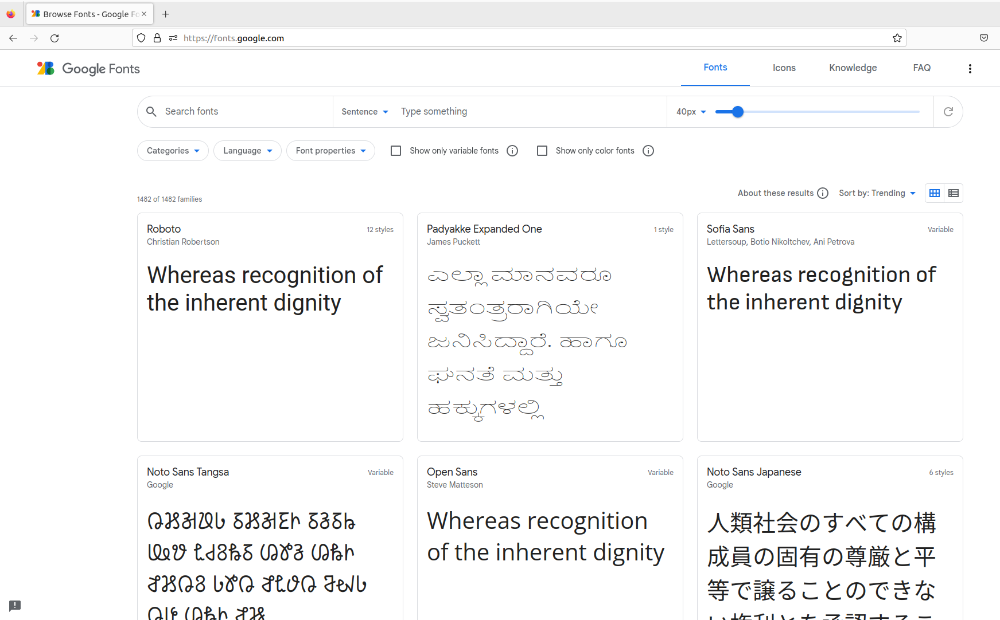 Browse Fonts - Google Fo
https://fonts.google.com
Google Fonts
Fonts
Icons
Knowledge
FAQ
Search fonts
Sentence
Type something
40px
Categories
Language
Font properties
Show only variable fonts
Show only color fonts
1482 of 1482 families
About these results
Sort by: Trending
Roboto
12 styles
Christian Robertson
Whereas recognition of
the inherent dignity
Padyakke Expanded One
1 style
James Puckett
ಎಲ್ಲಾ ಮಾನವರೂ
ಸ್ವತಂತ್ರರಾಗಿಯೇ
ಜನಿಸಿದ್ದಾರೆ. ಹಾಗೂ
ಘನತೆ ಮತ್ತು
ಹಕ್ಕುಗಳಲ್ಲಿ
Sofia Sans
Variable
Lettersoup, Botio Nikoltchev, Ani Petrova
Whereas recognition of
the inherent dignity
Noto Sans Tangsa
Variable
Google
Open Sans
Variable
Steve Matteson
Whereas recognition
of the inherent dignity
Noto Sans Japanese
6 styles
Google
人類社会のすべての構
成員の固有の尊厳と平
等で譲ることのできな